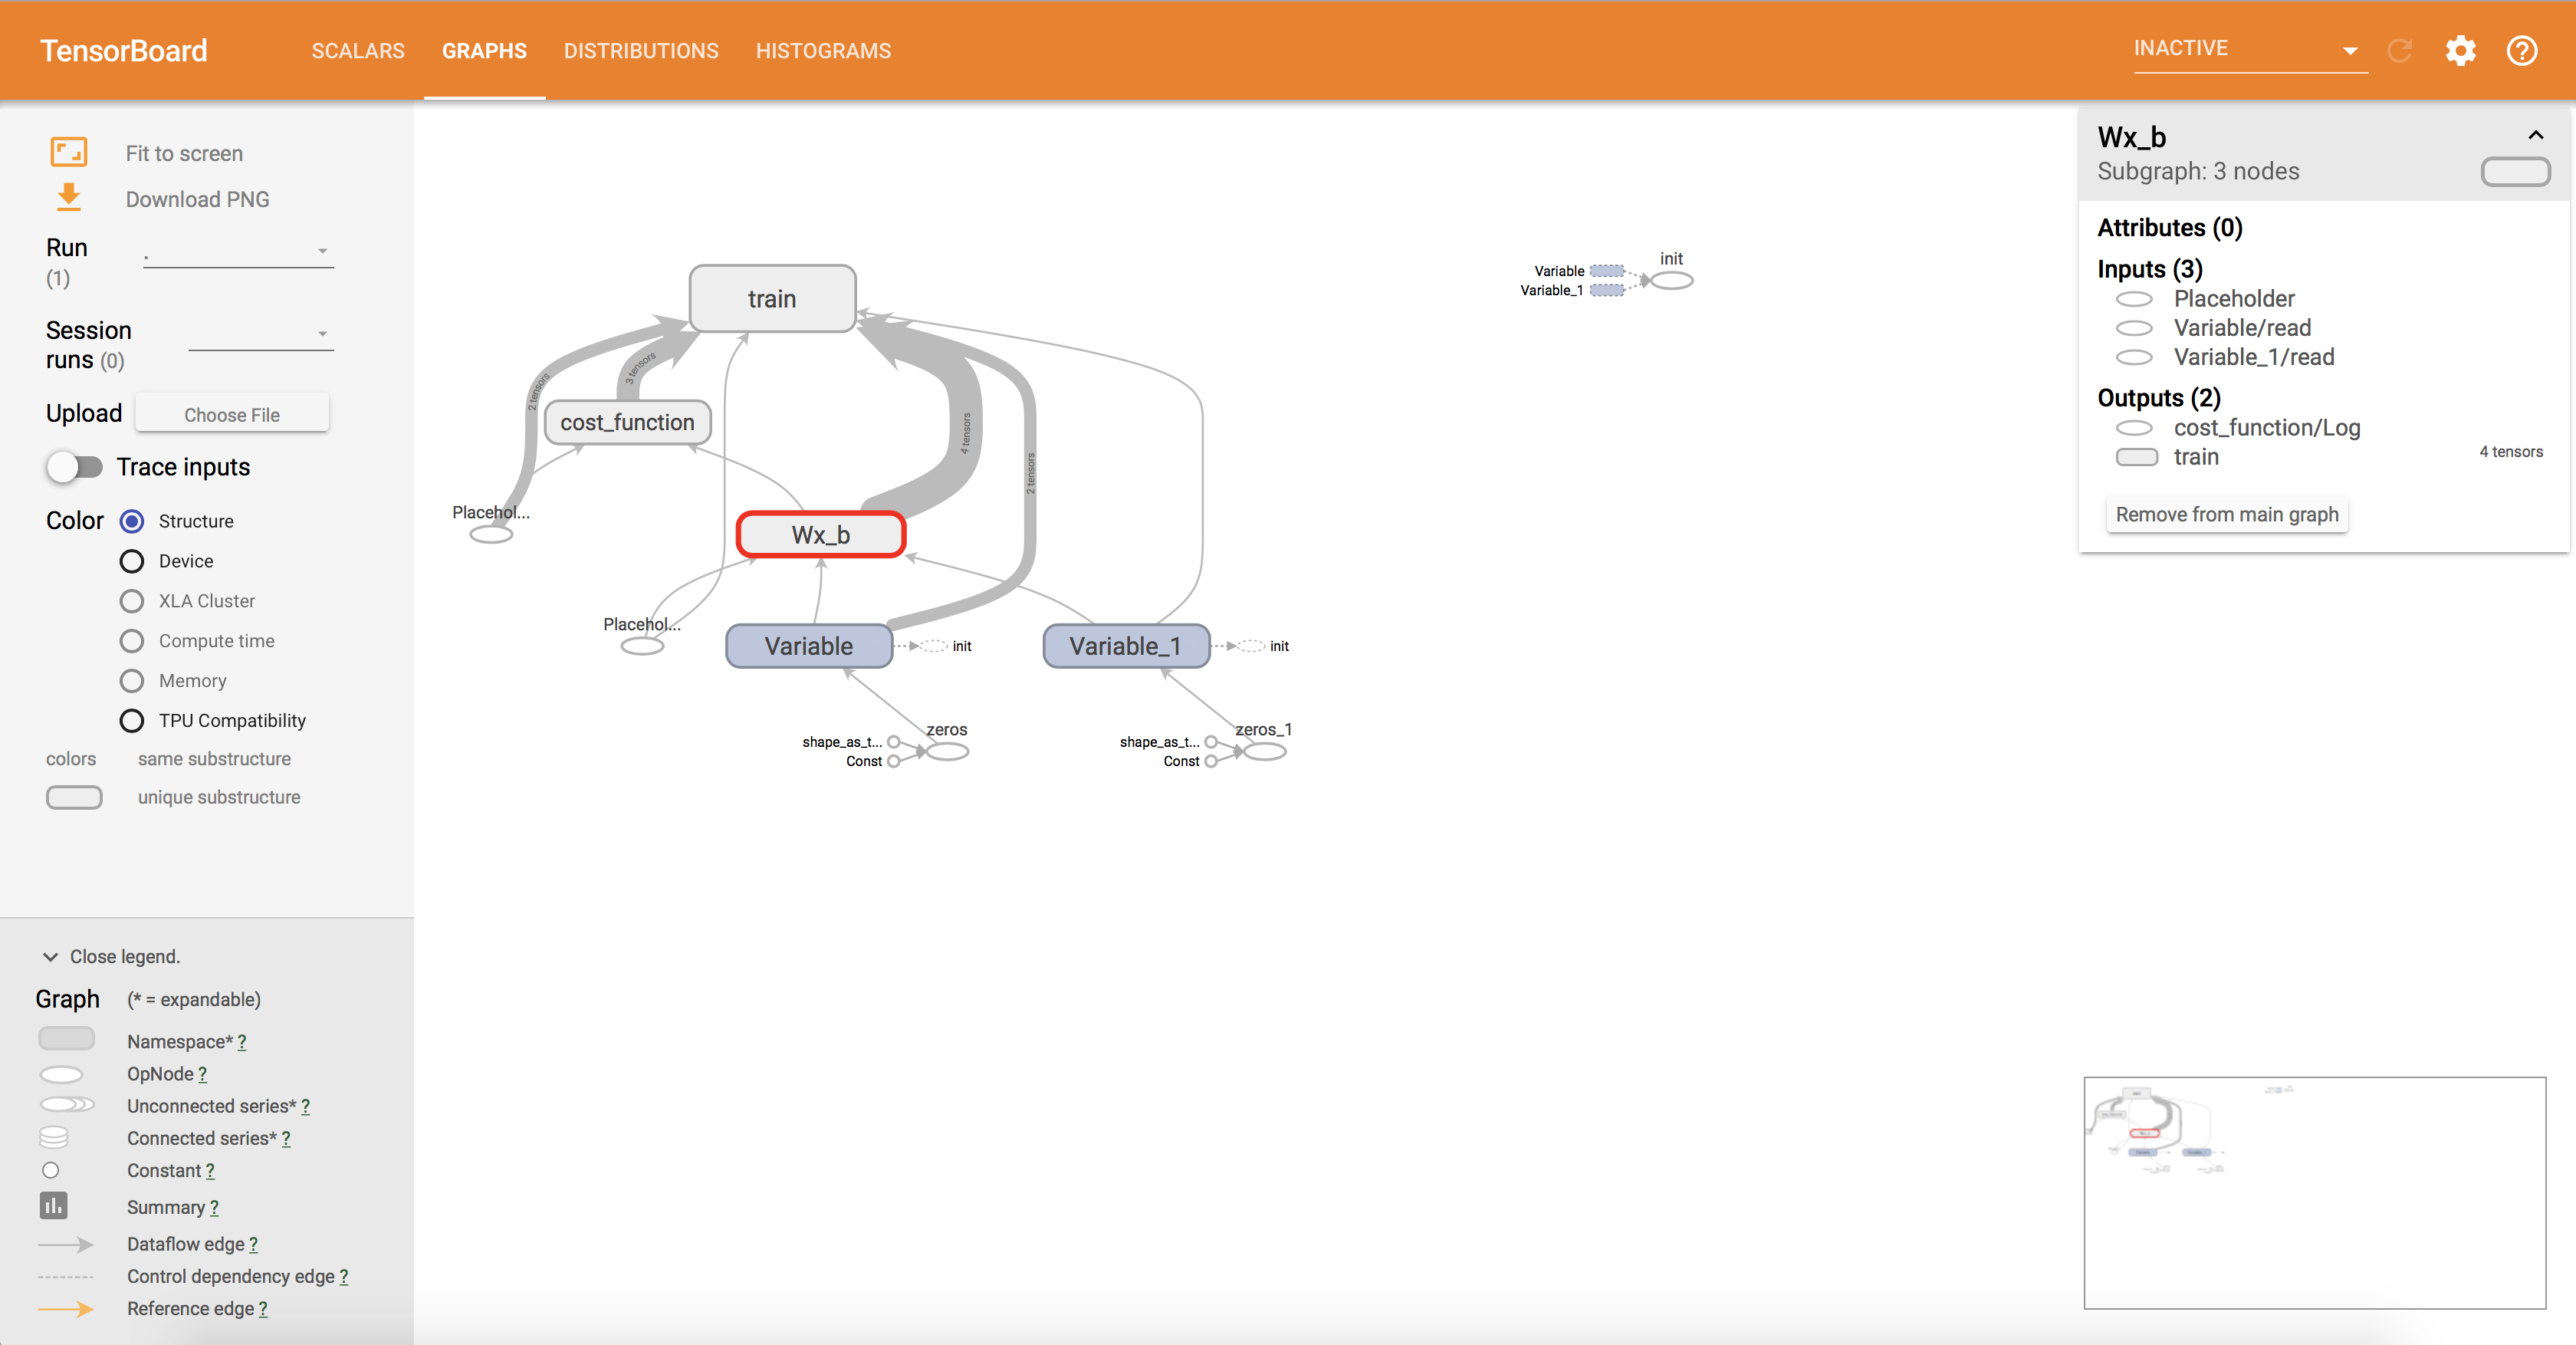 TensorBoard
SCALARS
GRAPHS
DISTRIBUTIONS
HISTOGRAMS
INACTIVE
Fit to screen
Download PNG
Run
(1)
.
Session
runs (0)
Upload
Choose File
Trace inputs
Color
Structure
Device
XLA Cluster
Compute time
Memory
TPU Compatibility
colors
same substructure
unique substructure
Close legend.
Graph
(* = expandable)
Namespace* ?
OpNode ?
Unconnected series* ?
Connected series* ?
Constant ?
Summary ?
Dataflow edge ?
Control dependency edge ?
Reference edge ?
train
2 tensors
3 tensors
cost_function
4 tensors
2 tensors
Placehol...
Wx_b
Placehol...
Variable
init
Variable_1
init
zeros
shape_as_t...
Const
zeros_1
shape_as_t...
Const
init
Variable
Variable_1
Wx_b
Subgraph: 3 nodes
Attributes (0)
Inputs (3)
Placeholder
Variable/read
Variable_1/read
Outputs (2)
cost_function/Log
train
4 tensors
Remove from main graph